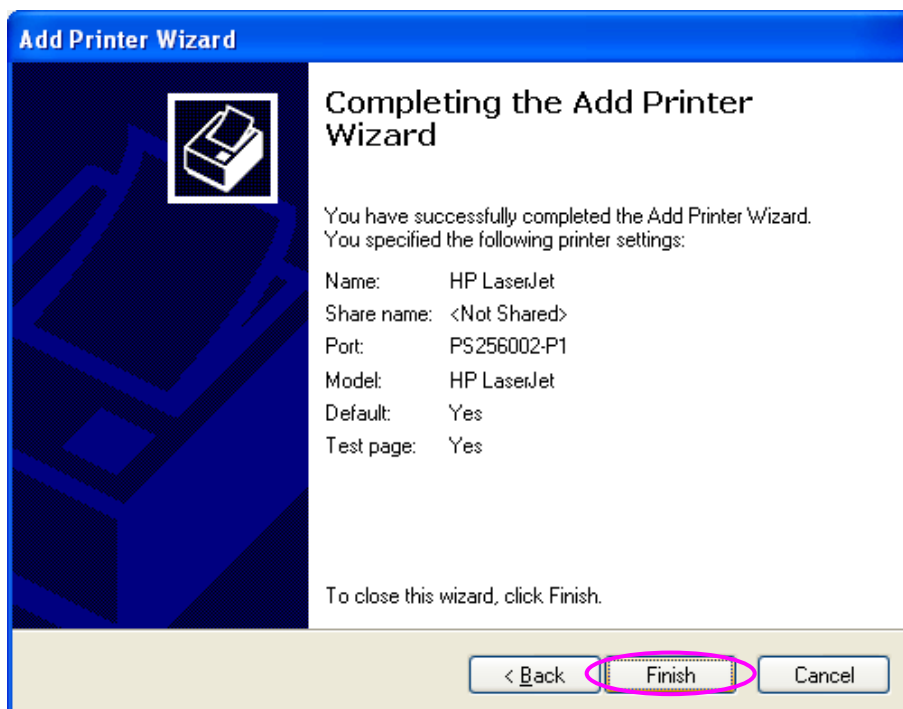 Add Printer Wizard
Completing the Add Printer
Wizard
You have successfully completed the Add Printer Wizard.
You specified the following printer settings:
Name: HP LaserJet
Share name: <Not Shared>
Port: PS256002-P1
Model: HP LaserJet
Default: Yes
Test page: Yes
To close this wizard, click Finish.
< Back Finish Cancel